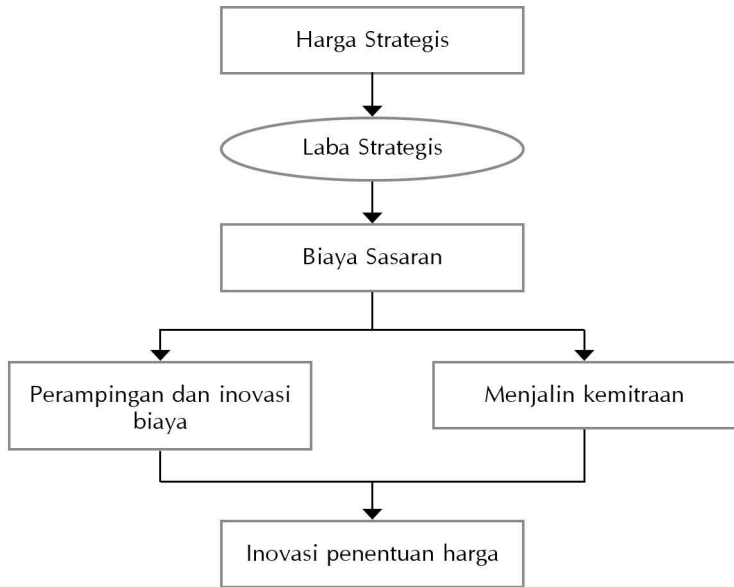 Harga Strategis
Laba Strategis
Biaya Sasaran
Perampingan dan inovasi
biaya
Menjalin kemitraan
Inovasi penentuan harga